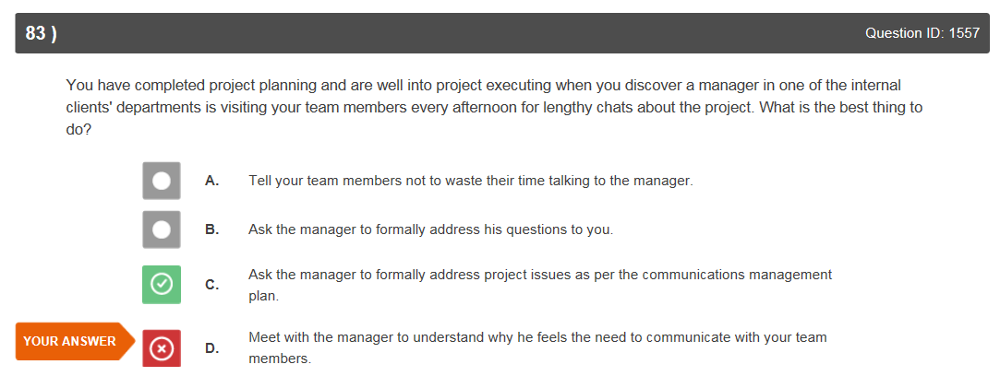 83 ) Question ID: 1557
You have completed project planning and are well into project executing when you discover a manager in one of the internal
clients' departments is visiting your team members every afternoon for lengthy chats about the project. What is the best thing to
do?
A. Tell your team members not to waste their time talking to the manager.
B. Ask the manager to formally address his questions to you.
C. Ask the manager to formally address project issues as per the communications management
plan.
YOUR ANSWER D. Meet with the manager to understand why he feels the need to communicate with your team
members.